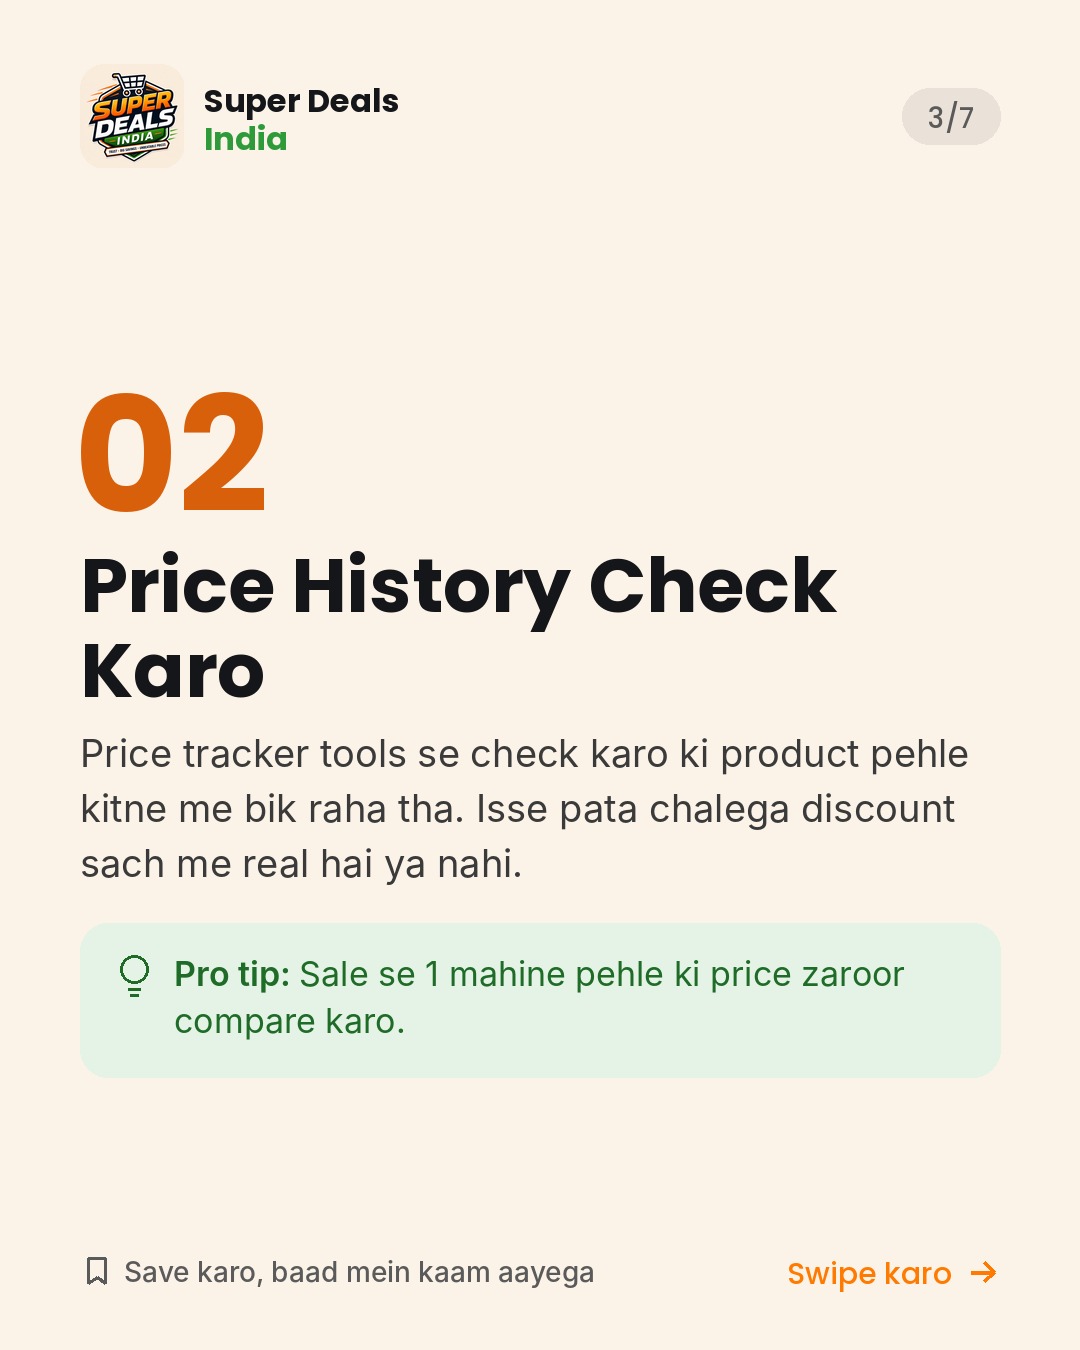 SUPER
DEALS
INDIA
Super Deals
India
3/7
02
Price History Check
Karo
Price tracker tools se check karo ki product pehle
kitne me bik raha tha. Isse pata chalega discount
sach me real hai ya nahi.
Pro tip: Sale se 1 mahine pehle ki price zaroor
compare karo.
Save karo, baad mein kaam aayega
Swipe karo →